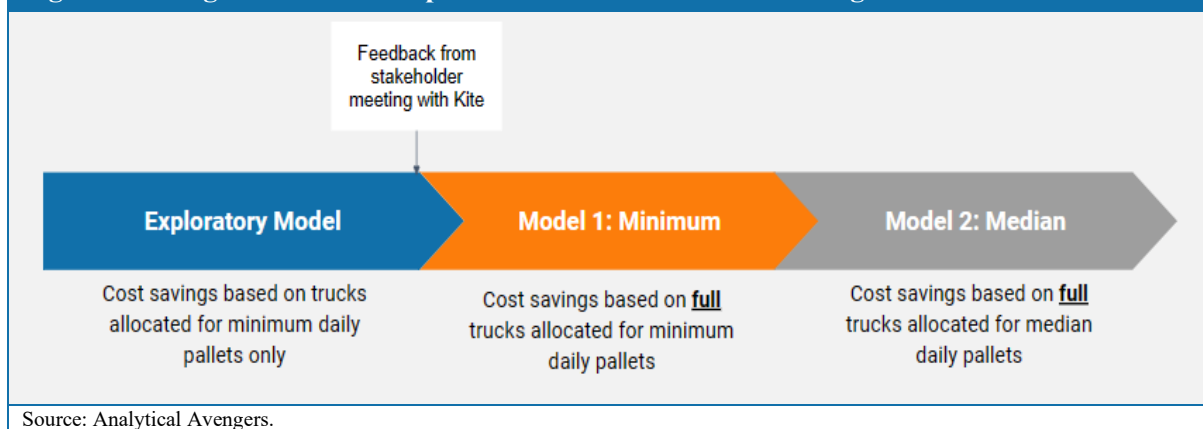 Feedback from
stakeholder
meeting with Kite
Exploratory Model
Model 1: Minimum
Model 2: Median
Cost savings based on trucks
allocated for minimum daily
pallets only
Cost savings based on full
trucks allocated for minimum
daily pallets
Cost savings based on full
trucks allocated for median
daily pallets
Source: Analytical Avengers.